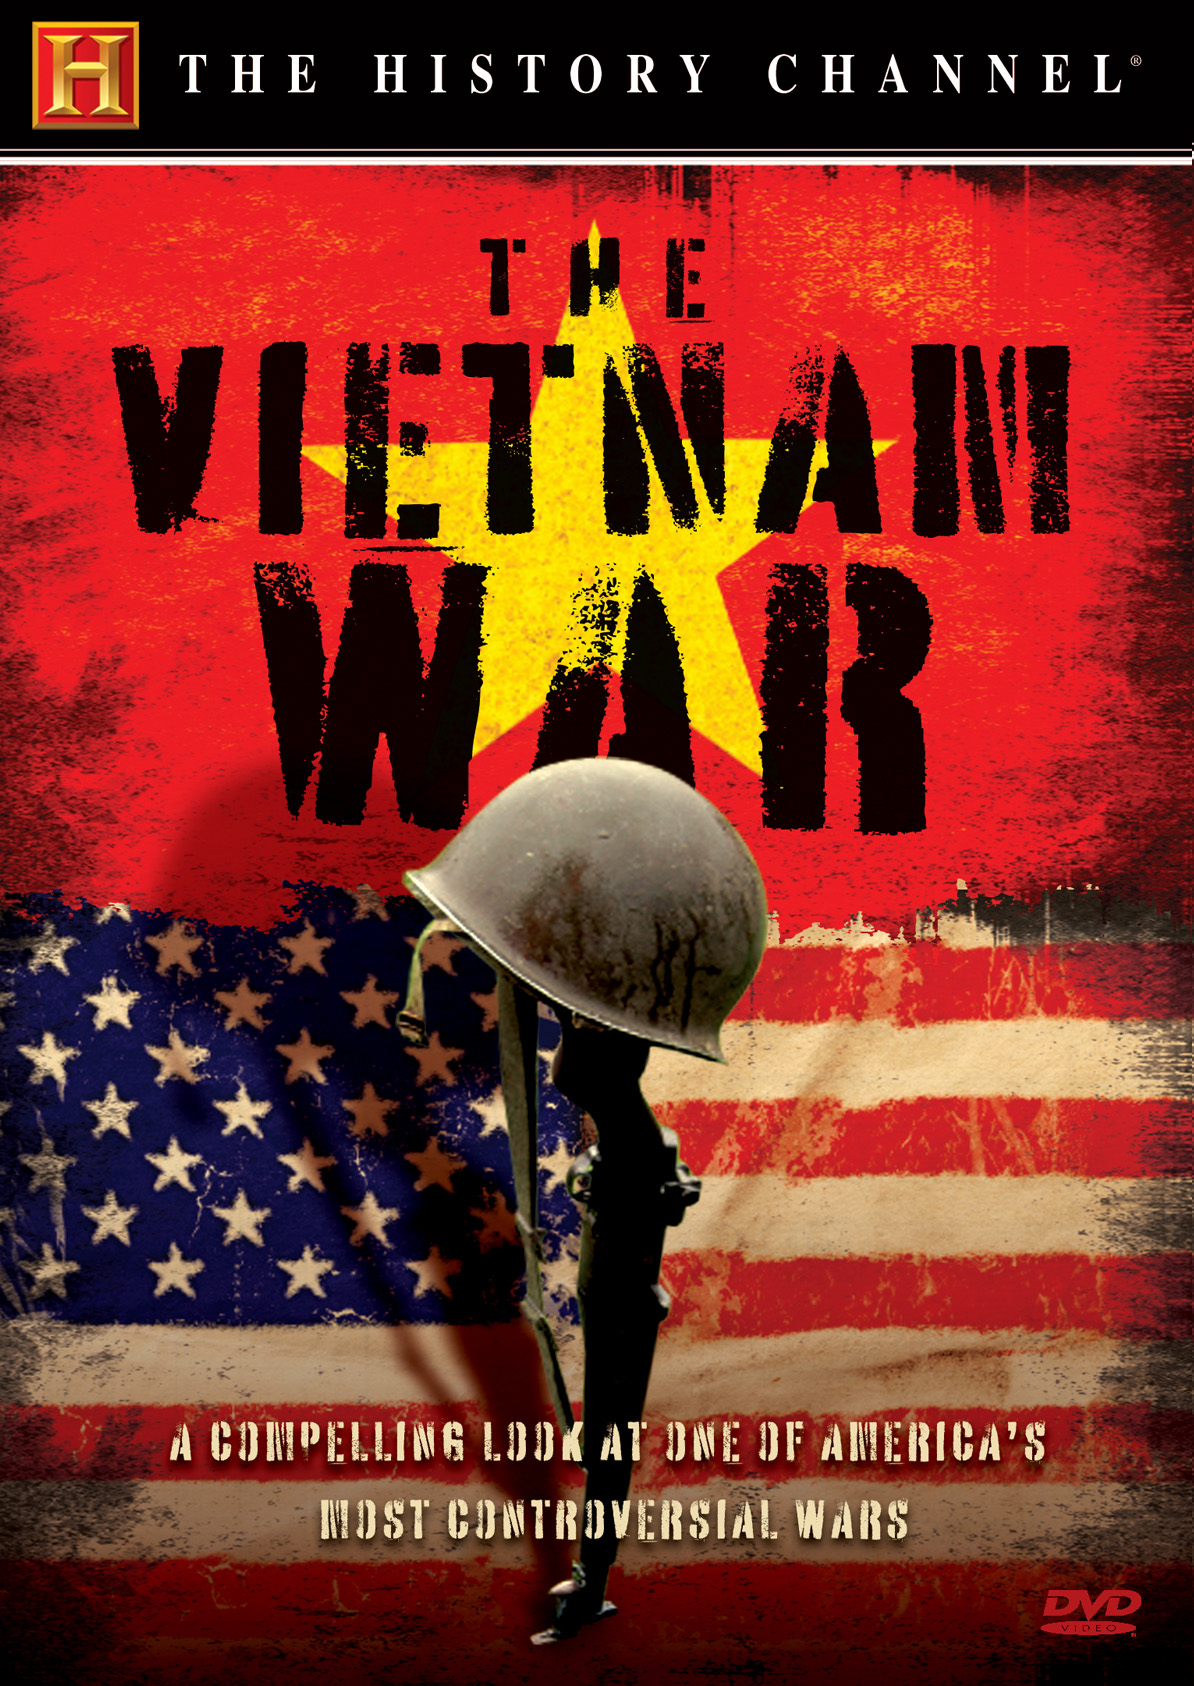 H THE HISTORY CHANNEL®
THE
VIETNAM
WAR
A COMPELLING LOOK AT ONE OF AMERICA'S
MOST CONTROVERSIAL WARS
DVD
VIDEO